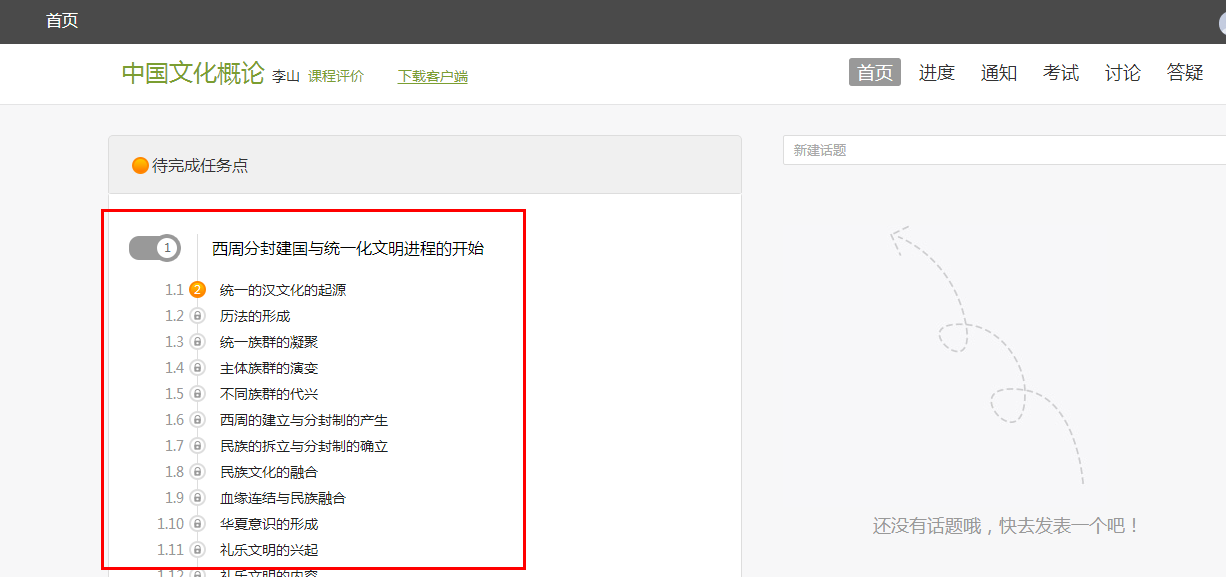 首页
中国文化概论 李山 课程评价 下载客户端
首页 进度 通知 考试 讨论 答疑
待完成任务点
新建话题
1 西周分封建国与统一化文明进程的开始
1.1 2 统一的汉文化的起源
1.2 历法的形成
1.3 统一族群的凝聚
1.4 主体族群的演变
1.5 不同族群的代兴
1.6 西周的建立与分封制的产生
1.7 民族的拆立与分封制的确立
1.8 民族文化的融合
1.9 血缘连结与民族融合
1.10 华夏意识的形成
1.11 礼乐文明的兴起
1.12 礼乐文明的内容
还没有话题哦，快去发表一个吧！